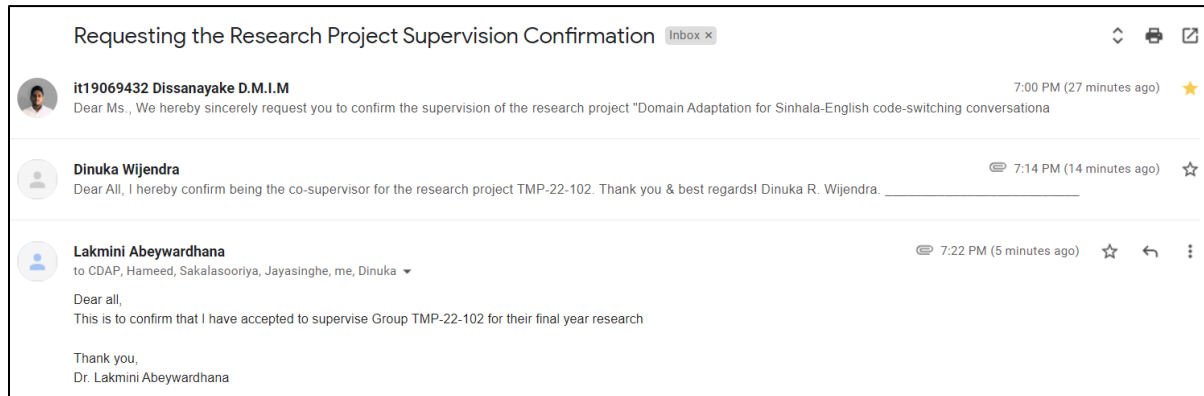 Requesting the Research Project Supervision Confirmation Inbox ×
it19069432 Dissanayake D.M.I.M 7:00 PM (27 minutes ago)
Dear Ms., We hereby sincerely request you to confirm the supervision of the research project "Domain Adaptation for Sinhala-English code-switching conversationa
Dinuka Wijendra 7:14 PM (14 minutes ago)
Dear All, I hereby confirm being the co-supervisor for the research project TMP-22-102. Thank you & best regards! Dinuka R. Wijendra. __________________________
Lakmini Abeywardhana 7:22 PM (5 minutes ago)
to CDAP, Hameed, Sakalasooriya, Jayasinghe, me, Dinuka
Dear all,
This is to confirm that I have accepted to supervise Group TMP-22-102 for their final year research
Thank you,
Dr. Lakmini Abeywardhana